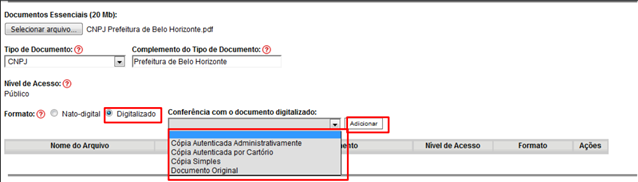 Documentos Essenciais (20 Mb):
Selecionar arquivo... CNPJ Prefeitura de Belo Horizonte.pdf
Tipo de Documento: ? Complemento do Tipo de Documento: ?
CNPJ Prefeitura de Belo Horizonte
Nível de Acesso: ?
Público
Formato: ? Nato-digital Digitalizado Conferência com o documento digitalizado:
Adicionar
Cópia Autenticada Administrativamente
Cópia Autenticada por Cartório
Cópia Simples
Documento Original
Nome do Arquivo mento Nível de Acesso Formato Ações